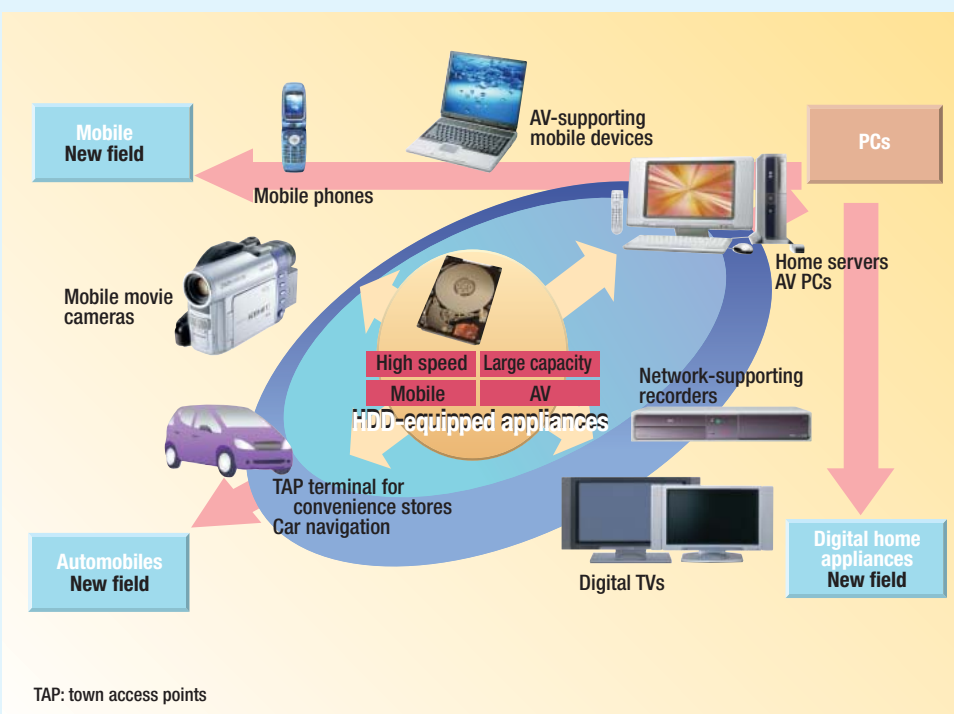 Mobile
New field
AV-supporting
mobile devices
PCs
Mobile phones
Home servers
AV PCs
Mobile movie
cameras
High speed
Large capacity
Mobile
AV
HDD-equipped appliances
Network-supporting
recorders
TAP terminal for
convenience stores
Car navigation
Digital TVs
Automobiles
New field
Digital home
appliances
New field
TAP: town access points